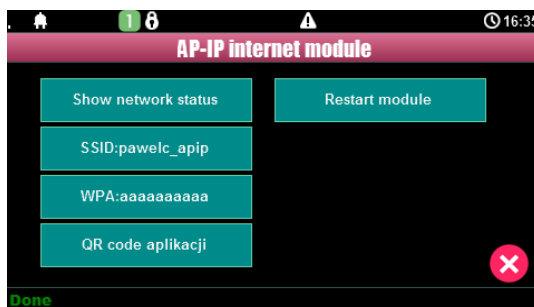 1 16:35
AP-IP internet module
Show network status
Restart module
SSID:pawelc_apip
WPA:aaaaaaaaaa
QR code aplikacji
Done